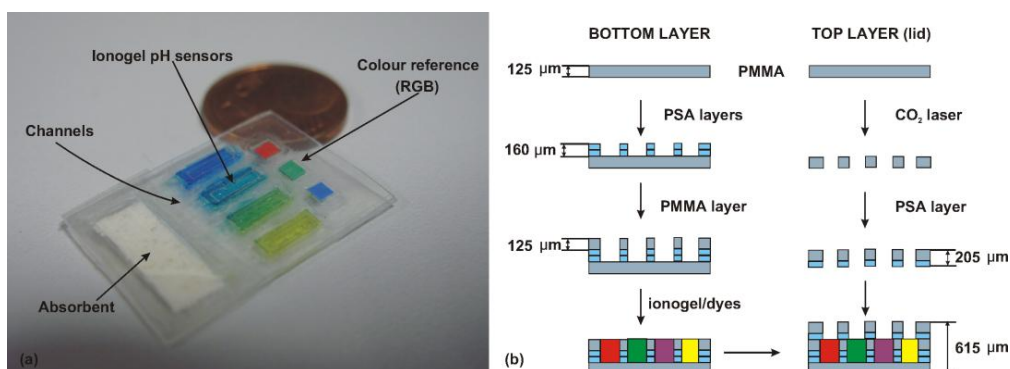 Ionogel pH sensors
Colour reference
(RGB)
Channels
Absorbent
(a)
BOTTOM LAYER
TOP LAYER (lid)
125 µm
PMMA
PSA layers
CO₂ laser
160 µm
PMMA layer
PSA layer
125 µm
205 µm
ionogel/dyes
615 µm
(b)